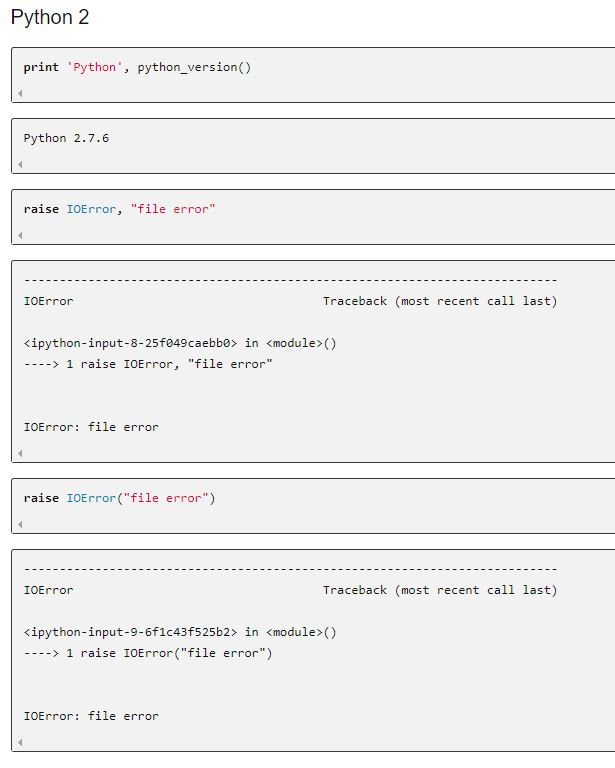 Python 2
print 'Python', python_version()
Python 2.7.6
raise IOError, "file error"
---------------------------------------------------------------------------
IOError                                   Traceback (most recent call last)
<ipython-input-8-25f049caebb0> in <module>()
----> 1 raise IOError, "file error"
IOError: file error
raise IOError("file error")
---------------------------------------------------------------------------
IOError                                   Traceback (most recent call last)
<ipython-input-9-6f1c43f525b2> in <module>()
----> 1 raise IOError("file error")
IOError: file error